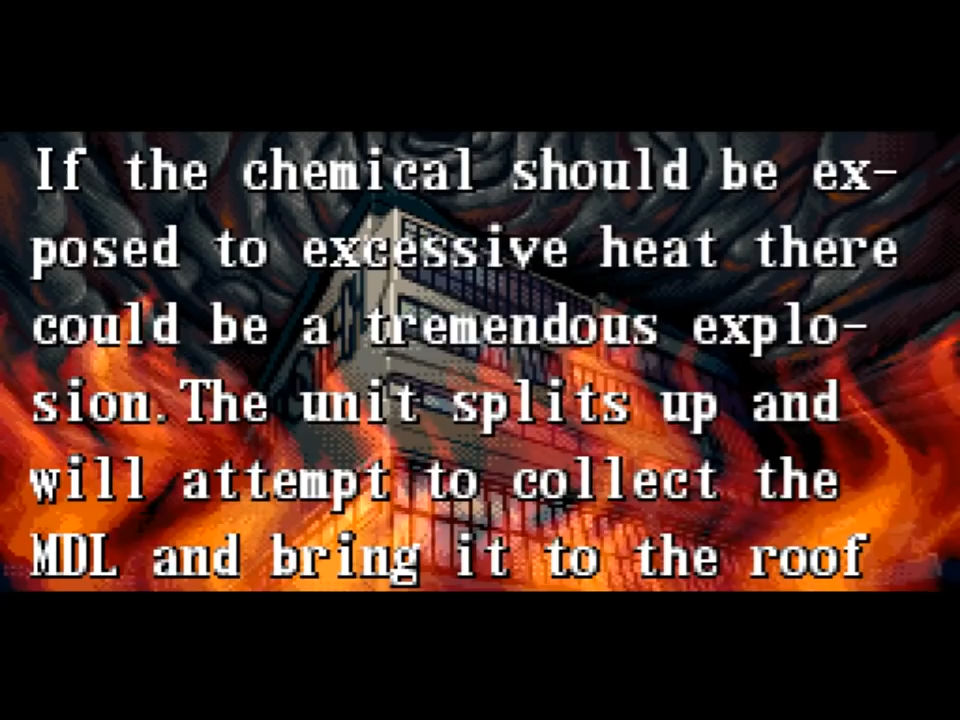 If the chemical should be ex-
posed to excessive heat there
could be a tremendous explo-
sion.The unit splits up and
will attempt to collect the
MDL and bring it to the roof